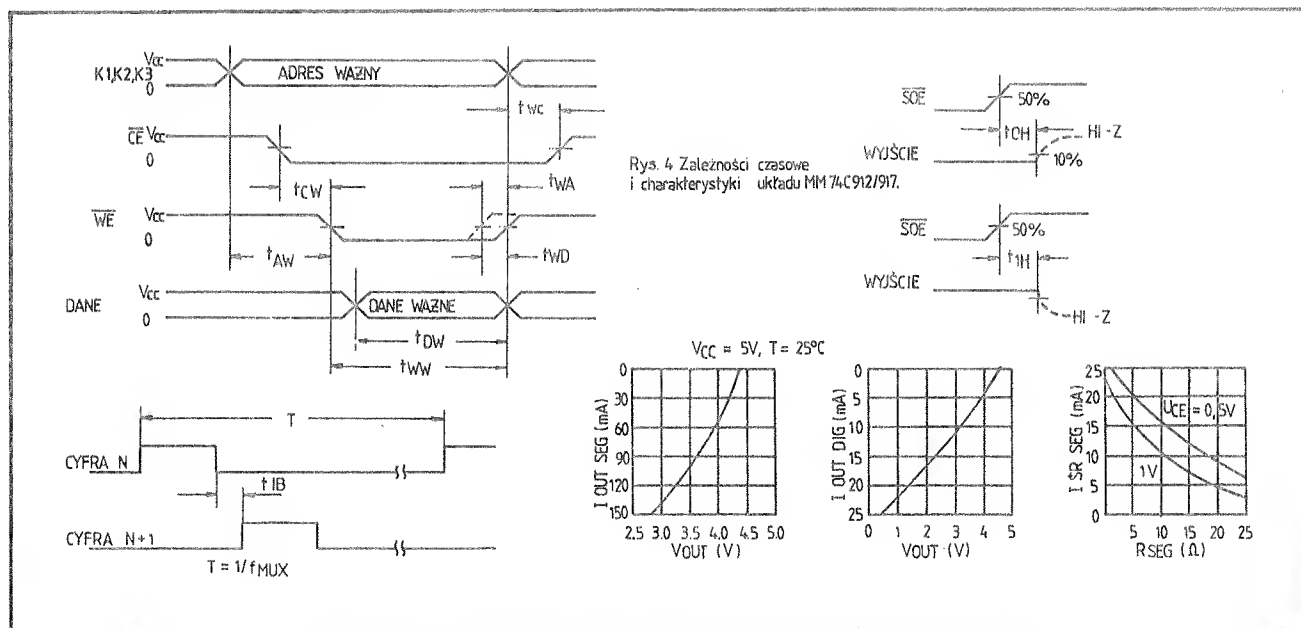 K1,K2,K3
Vcc
0
ADRES WAŻNY
tWC
CE
Vcc
0
tCW
tWA
WE
Vcc
0
tAW
tWD
DANE
Vcc
0
DANE WAŻNE
tDW
tWW
T
CYFRA N
tIB
CYFRA N+1
T = 1/fMUX
Rys. 4 Zależności czasowe
i charakterystyki układu MM74C912/917.
SOE
50%
t0H
HI-Z
WYJŚCIE
10%
SOE
50%
t1H
WYJŚCIE
HI-Z
VCC = 5V, T = 25°C
I OUT SEG (mA)
0
30
60
90
120
150
2.5 3.0 3.5 4.0 4.5 5.0
VOUT (V)
I OUT DIG (mA)
0
5
10
15
20
25
0 1 2 3 4 5
VOUT (V)
I SR SEG (mA)
25
20
15
10
5
0
UCE = 0,5V
1V
5 10 15 20 25
RSEG (Ω)